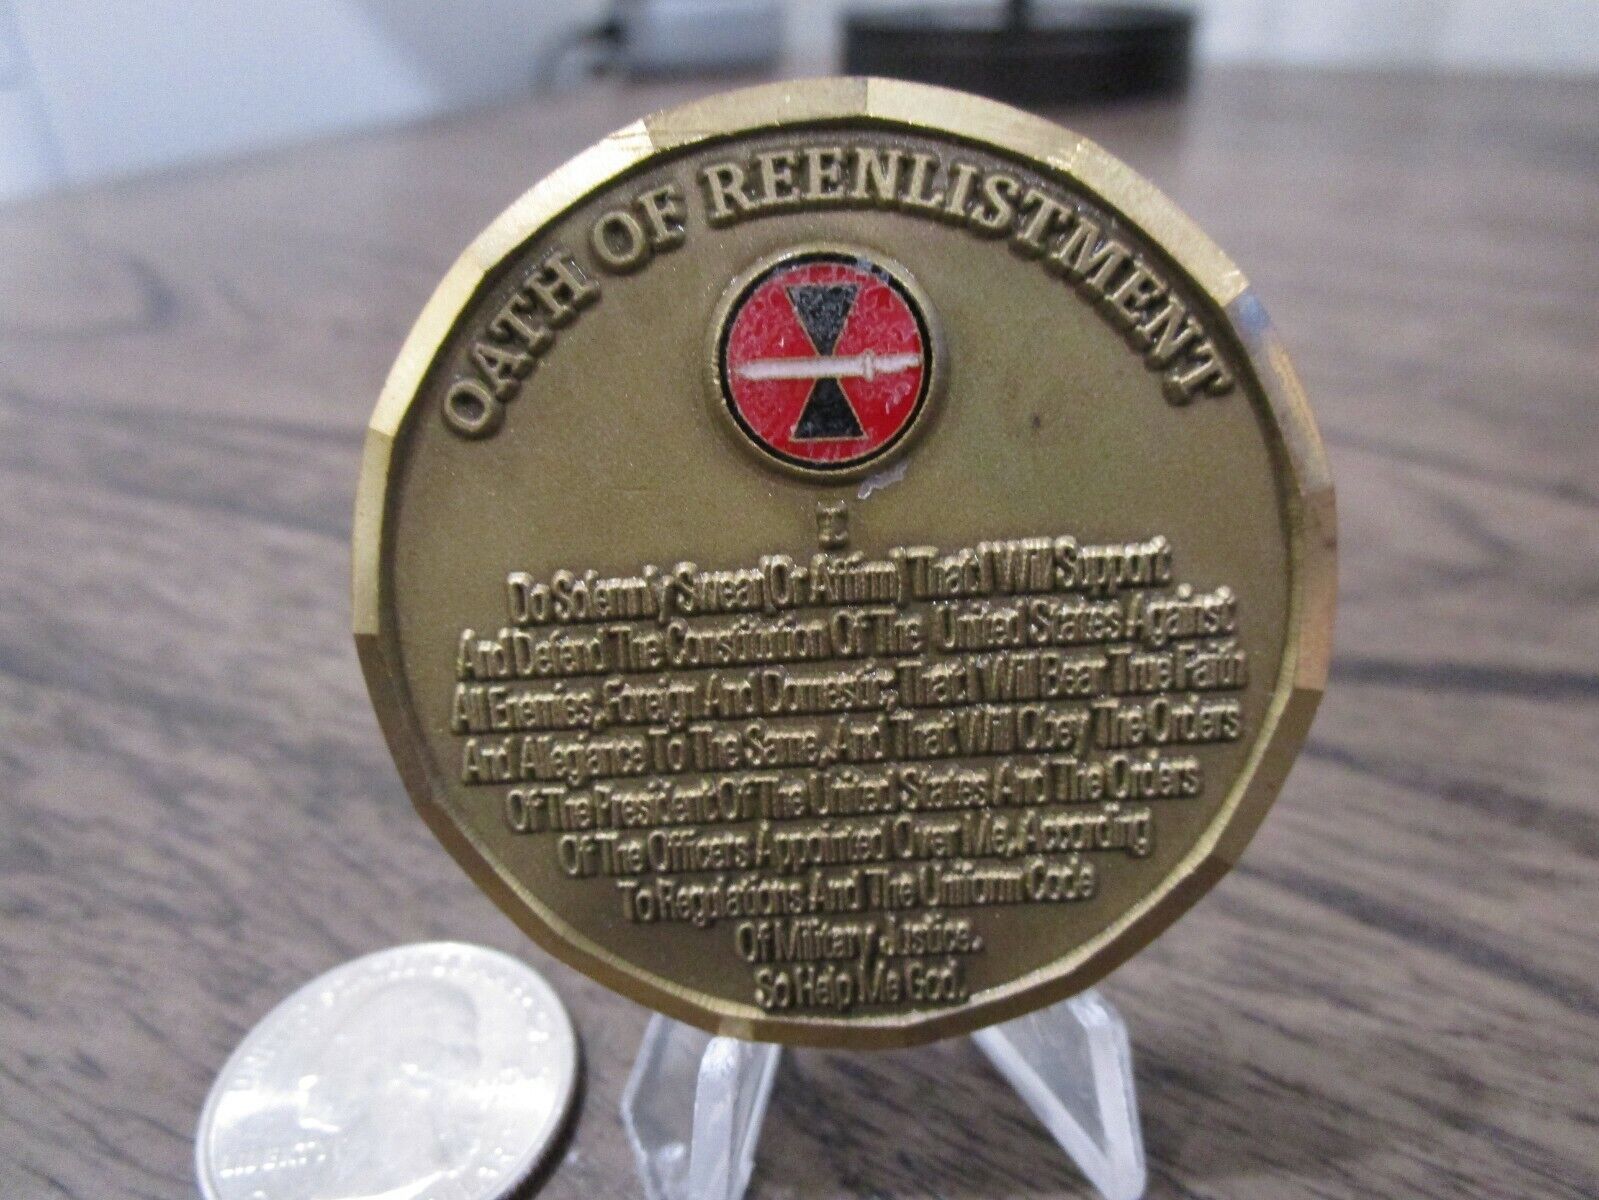 OATH OF REENLISTMENT
I
Do Solemnly Swear (Or Affirm) That I Will Support
And Defend The Constitution Of The United States Against
All Enemies, Foreign And Domestic, That I Will Bear True Faith
And Allegiance To The Same, And That I Will Obey The Orders
Of The President Of The United States And The Orders
Of The Officers Appointed Over Me, According
To Regulations And The Uniform Code
Of Military Justice.
So Help Me God.